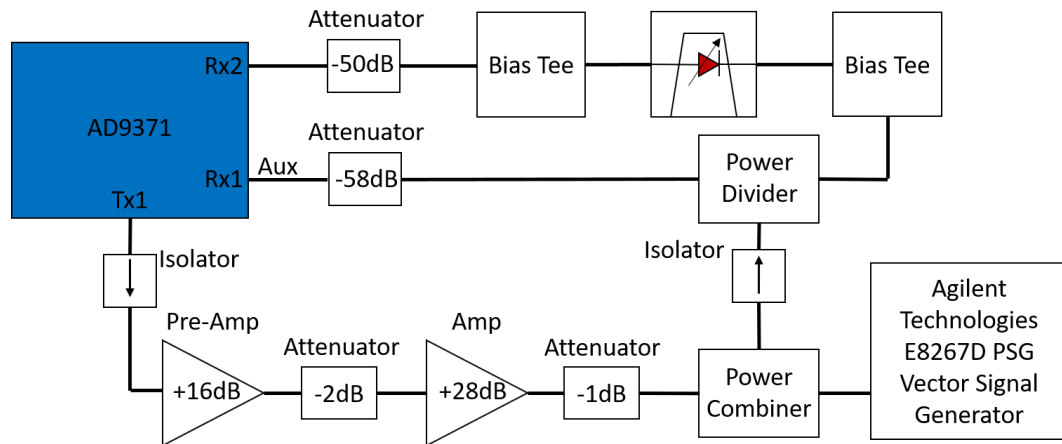 Attenuator
Rx2
-50dB
Bias Tee
Bias Tee
AD9371
Attenuator
Rx1
Aux
-58dB
Power
Divider
Tx1
Isolator
Isolator
Pre-Amp
+16dB
Attenuator
-2dB
Amp
+28dB
Attenuator
-1dB
Power
Combiner
Agilent
Technologies
E8267D PSG
Vector Signal
Generator